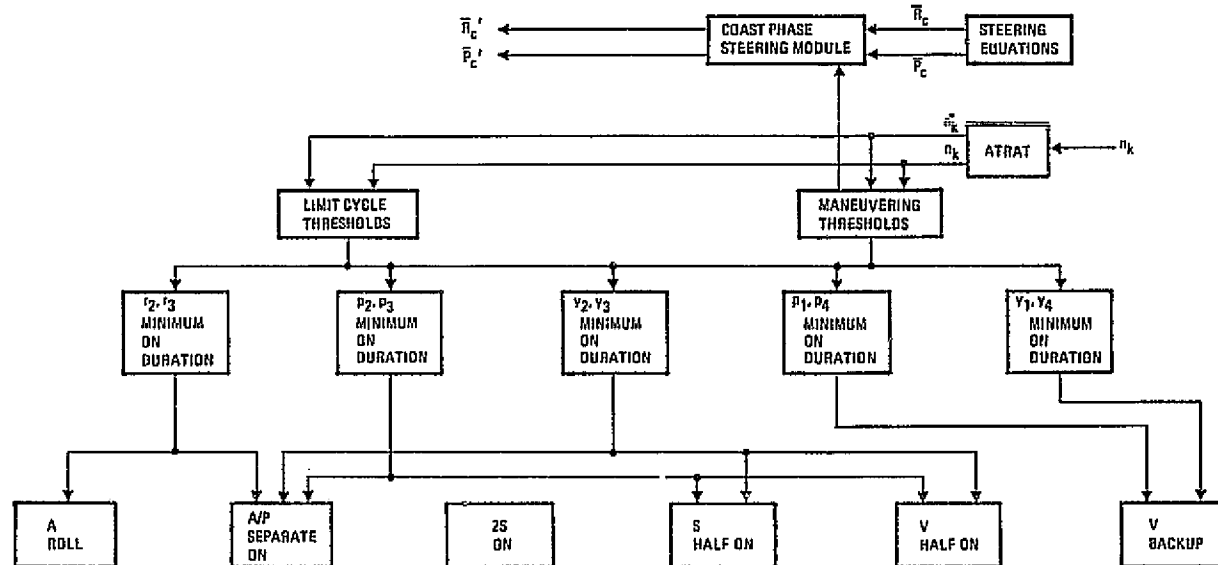 COAST PHASE
STEERING MODULE
STEERING
EQUATIONS
p̄c′
p̄c
ATRAT
nk
nk
LIMIT CYCLE
THRESHOLDS
MANEUVERING
THRESHOLDS
r2, r3
MINIMUM
ON
DURATION
p2, p3
MINIMUM
ON
DURATION
y2, y3
MINIMUM
ON
DURATION
p1, p4
MINIMUM
ON
DURATION
y1, y4
MINIMUM
ON
DURATION
A
ROLL
A/P
SEPARATE
ON
2S
ON
S
HALF ON
V
HALF ON
V
BACKUP